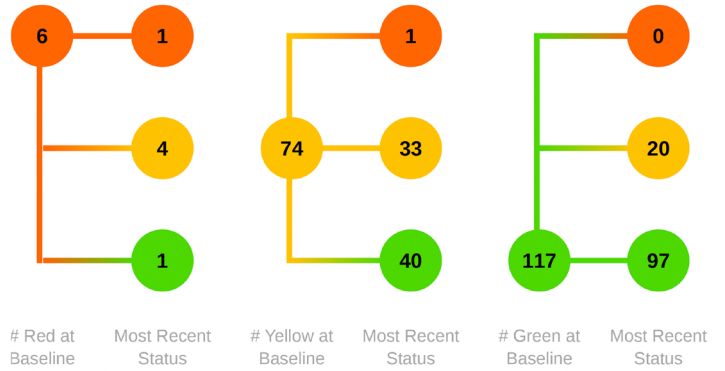 6 1 1 0
4 74 33 20
1 40 117 97
# Red at Baseline
Most Recent Status
# Yellow at Baseline
Most Recent Status
# Green at Baseline
Most Recent Status